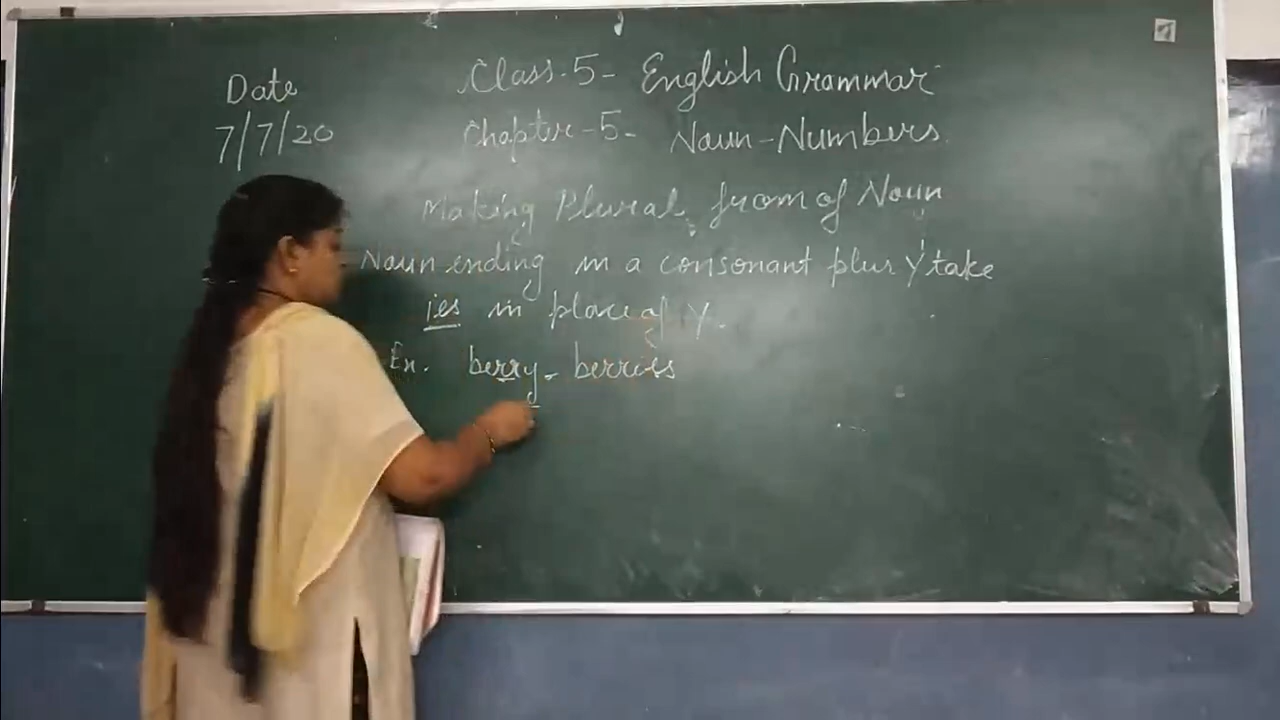 Date
7/7/20
Class-5- English Grammar
Chapter-5- Noun-Numbers.
Making Plural from of Noun
Noun ending in a consonant plus 'y' take
ies in place of y.
Ex. berry - berries